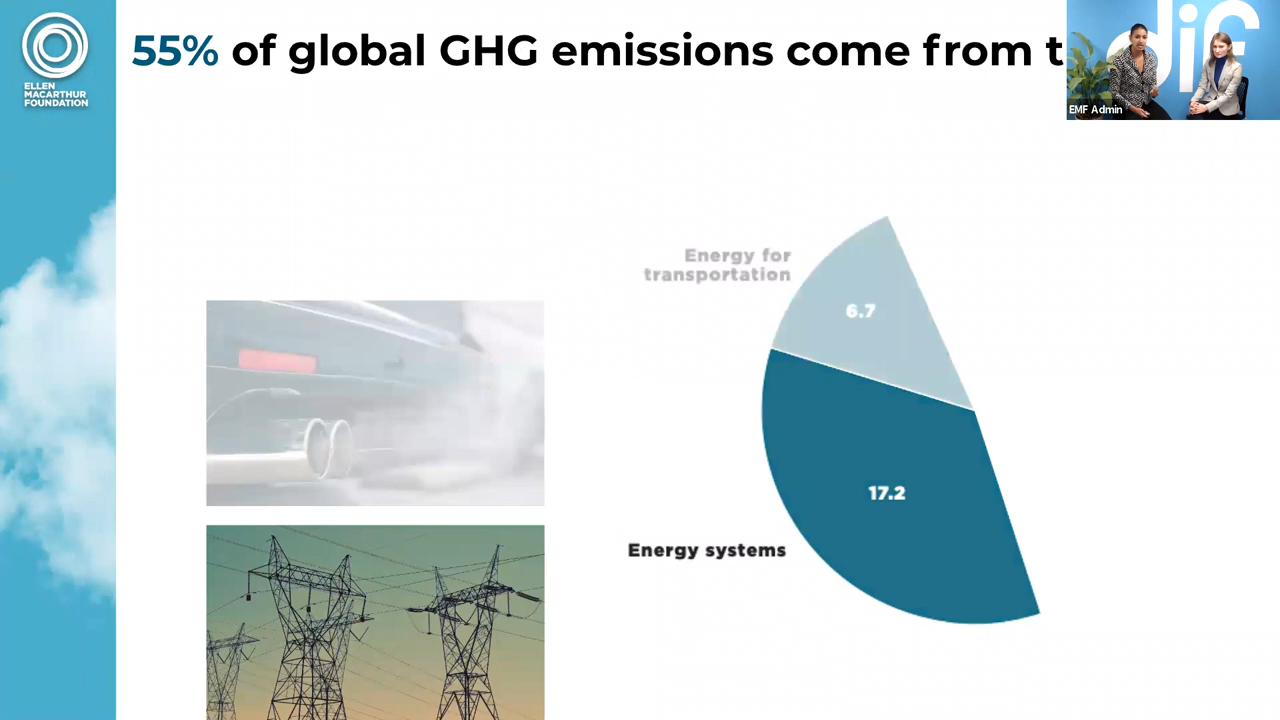 55% of global GHG emissions come from t
ELLEN
MACARTHUR
FOUNDATION
dif
EMF Admin
Energy for
transportation
6.7
17.2
Energy systems